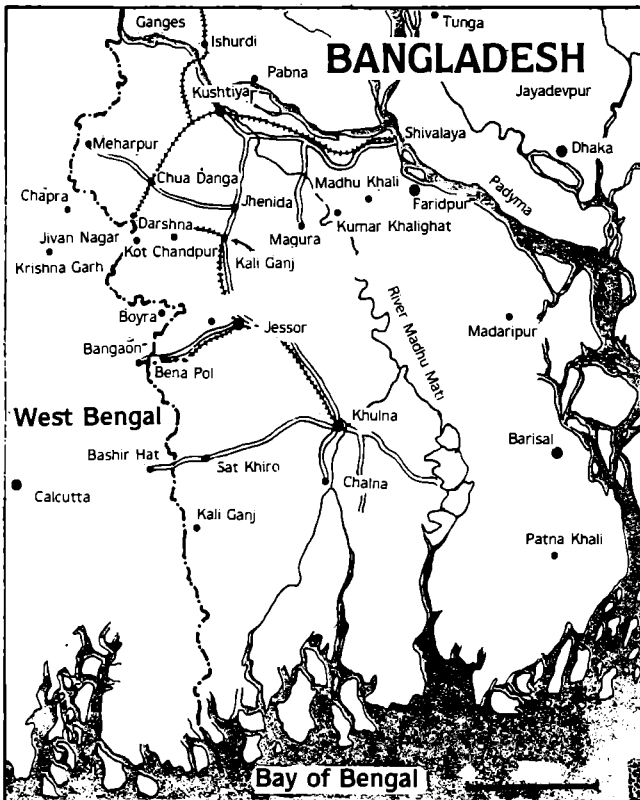 Ganges
Tunga
Ishurdi
BANGLADESH
Pabna
Jayadevpur
Kushtiya
Shivalaya
Meharpur
Dhaka
Chua Danga
Madhu Khali
Padma
Chapra
Jhenida
Faridpur
Darshna
Kumar Khalighat
Jivan Nagar
Magura
Kot Chandpur
Krishna Garh
Kali Ganj
River Madhu Mati
Boyra
Jessor
Madaripur
Bangaon
Bena Pol
West Bengal
Khulna
Bashir Hat
Barisal
Sat Khiro
Chalna
Calcutta
Kali Ganj
Patna Khali
Bay of Bengal